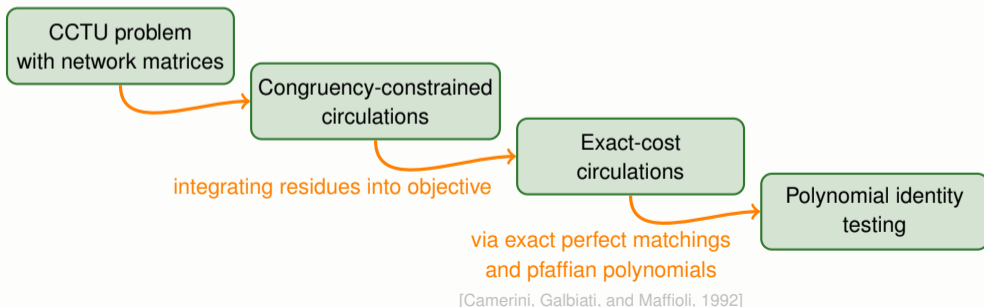 CCTU problem
with network matrices
Congruency-constrained
circulations
integrating residues into objective
Exact-cost
circulations
via exact perfect matchings
and pfaffian polynomials
[Camerini, Galbiati, and Maffioli, 1992]
Polynomial identity
testing